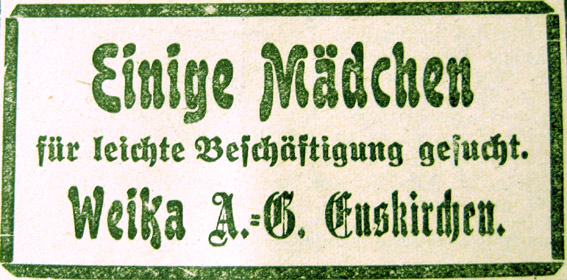 Einige Mädchen
für leichte Beschäftigung gesucht.
Weika A.=G. Euskirchen.